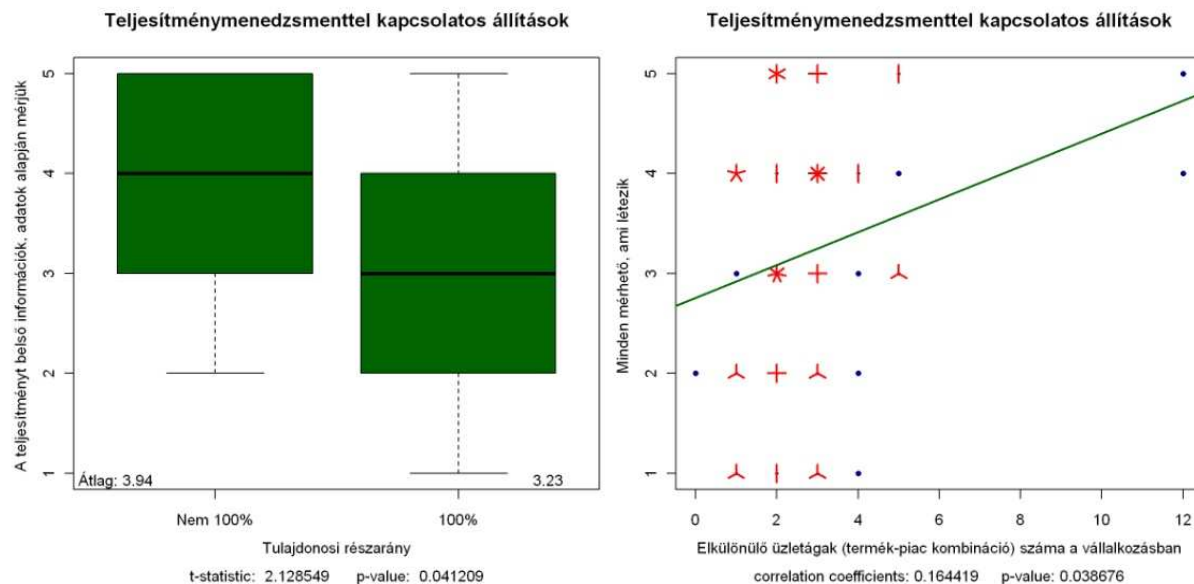 Teljesítménymenedzsmenttel kapcsolatos állítások
A teljesítményt belső információk, adatok alapján mérjük
5
4
3
2
1
Átlag: 3.94
3.23
Nem 100%
100%
Tulajdonosi részarány
t-statistic: 2.128549 p-value: 0.041209
Teljesítménymenedzsmenttel kapcsolatos állítások
Minden mérhető, ami létezik
5
4
3
2
1
0 2 4 6 8 10 12
Elkülönülő üzletágak (termék-piac kombináció) száma a vállalkozásban
correlation coefficients: 0.164419 p-value: 0.038676